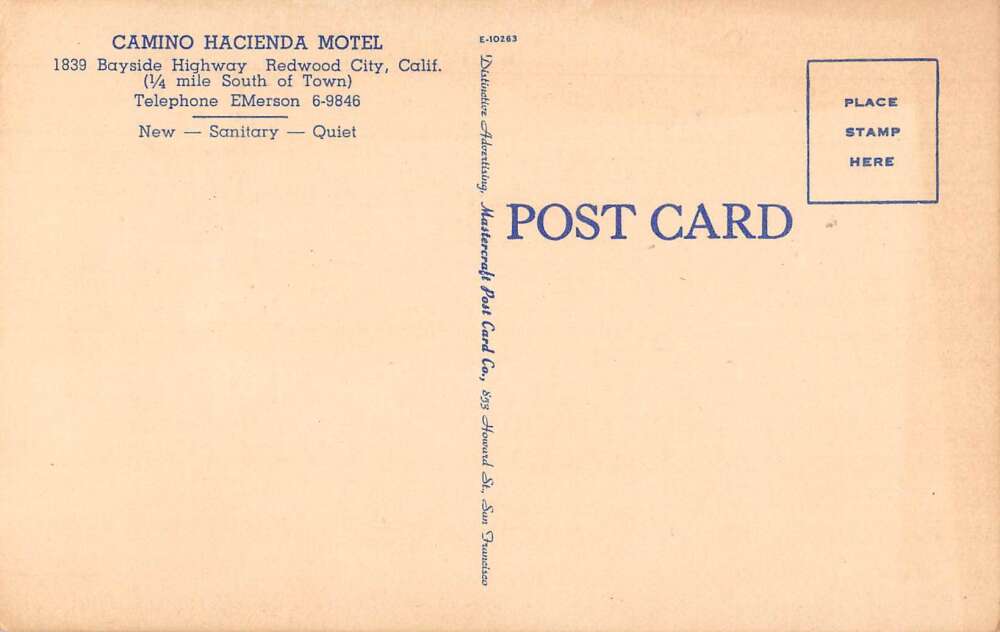 CAMINO HACIENDA MOTEL
1839 Bayside Highway Redwood City, Calif.
(¼ mile South of Town)
Telephone EMerson 6-9846
New — Sanitary — Quiet
E-10263
Distinctive Advertising, Mastercraft Post Card Co., 893 Howard St., San Francisco
POST CARD
PLACE
STAMP
HERE